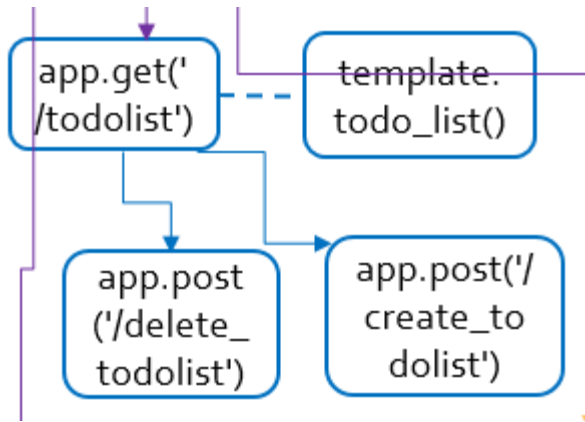 app.get('
/todolist')
template.
todo_list()
app.post
('/delete_
todolist')
app.post('/
create_to
dolist')